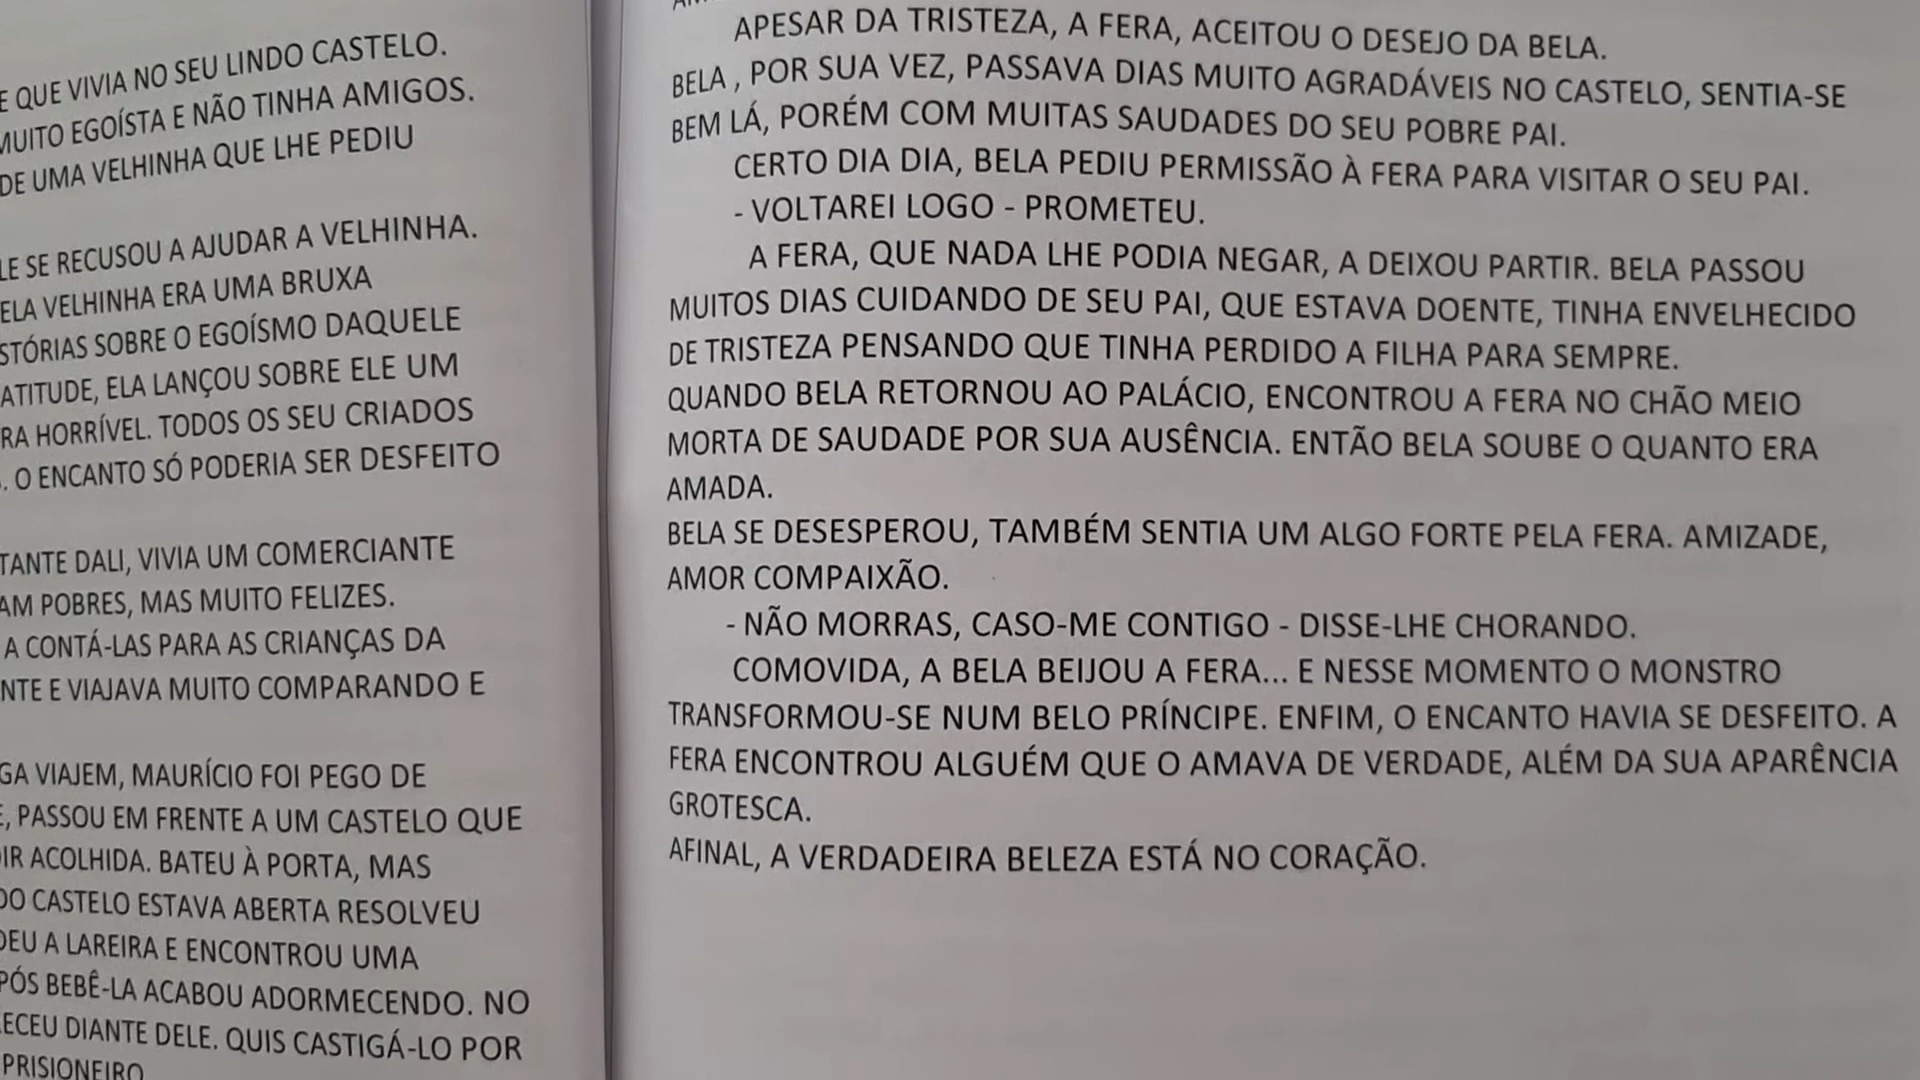 E QUE VIVIA NO SEU LINDO CASTELO.
MUITO EGOÍSTA E NÃO TINHA AMIGOS.
DE UMA VELHINHA QUE LHE PEDIU
SE RECUSOU A AJUDAR A VELHINHA.
VELHINHA ERA UMA BRUXA
SOBRE O EGOÍSMO DAQUELE
ATITUDE, ELA LANÇOU SOBRE ELE UM
HORRÍVEL. TODOS OS SEU CRIADOS
. O ENCANTO SÓ PODERIA SER DESFEITO
DALI, VIVIA UM COMERCIANTE
POBRES, MAS MUITO FELIZES.
A CONTÁ-LAS PARA AS CRIANÇAS DA
E VIAJAVA MUITO COMPARANDO E
VIAJEM, MAURÍCIO FOI PEGO DE
, PASSOU EM FRENTE A UM CASTELO QUE
ACOLHIDA. BATEU À PORTA, MAS
DO CASTELO ESTAVA ABERTA RESOLVEU
A LAREIRA E ENCONTROU UMA
BEBÊ-LA ACABOU ADORMECENDO. NO
DIANTE DELE. QUIS CASTIGÁ-LO POR
PRISIONEIRO
APESAR DA TRISTEZA, A FERA, ACEITOU O DESEJO DA BELA.
BELA , POR SUA VEZ, PASSAVA DIAS MUITO AGRADÁVEIS NO CASTELO, SENTIA-SE
BEM LÁ, PORÉM COM MUITAS SAUDADES DO SEU POBRE PAI.
CERTO DIA DIA, BELA PEDIU PERMISSÃO À FERA PARA VISITAR O SEU PAI.
- VOLTAREI LOGO - PROMETEU.
A FERA, QUE NADA LHE PODIA NEGAR, A DEIXOU PARTIR. BELA PASSOU
MUITOS DIAS CUIDANDO DE SEU PAI, QUE ESTAVA DOENTE, TINHA ENVELHECIDO
DE TRISTEZA PENSANDO QUE TINHA PERDIDO A FILHA PARA SEMPRE.
QUANDO BELA RETORNOU AO PALÁCIO, ENCONTROU A FERA NO CHÃO MEIO
MORTA DE SAUDADE POR SUA AUSÊNCIA. ENTÃO BELA SOUBE O QUANTO ERA
AMADA.
BELA SE DESESPEROU, TAMBÉM SENTIA UM ALGO FORTE PELA FERA. AMIZADE,
AMOR COMPAIXÃO.
- NÃO MORRAS, CASO-ME CONTIGO - DISSE-LHE CHORANDO.
COMOVIDA, A BELA BEIJOU A FERA... E NESSE MOMENTO O MONSTRO
TRANSFORMOU-SE NUM BELO PRÍNCIPE. ENFIM, O ENCANTO HAVIA SE DESFEITO. A
FERA ENCONTROU ALGUÉM QUE O AMAVA DE VERDADE, ALÉM DA SUA APARÊNCIA
GROTESCA.
AFINAL, A VERDADEIRA BELEZA ESTÁ NO CORAÇÃO.